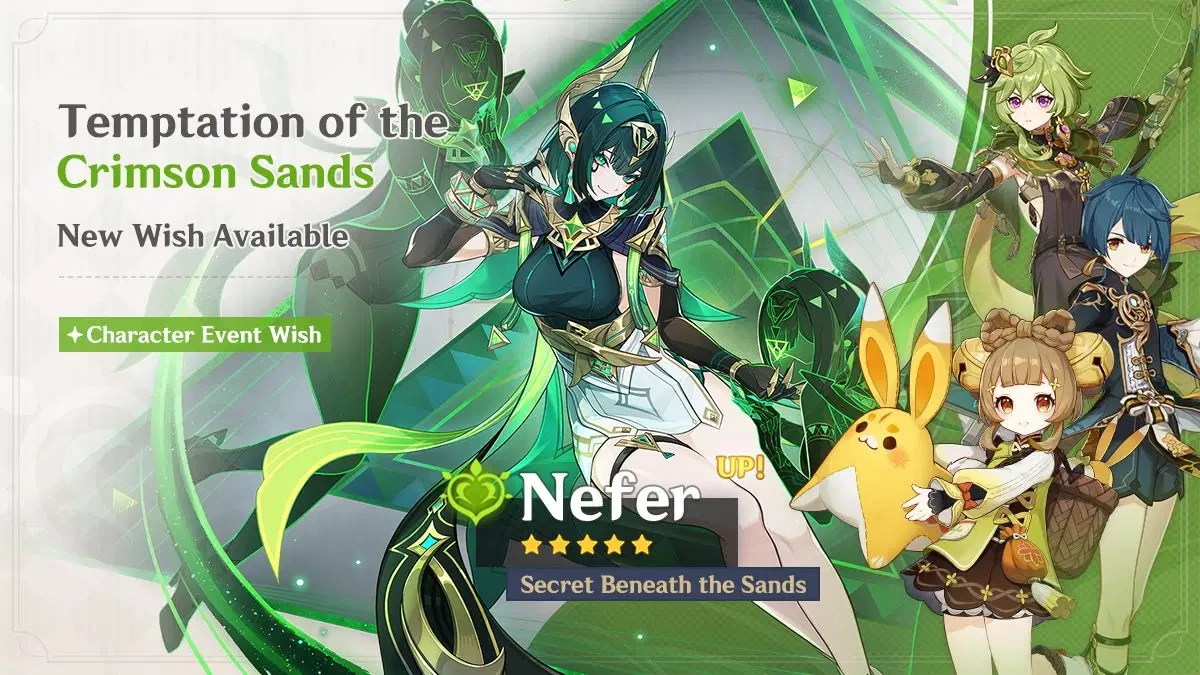 Temptation of the
Crimson Sands
New Wish Available
Character Event Wish
UP!
Nefer
Secret Beneath the Sands